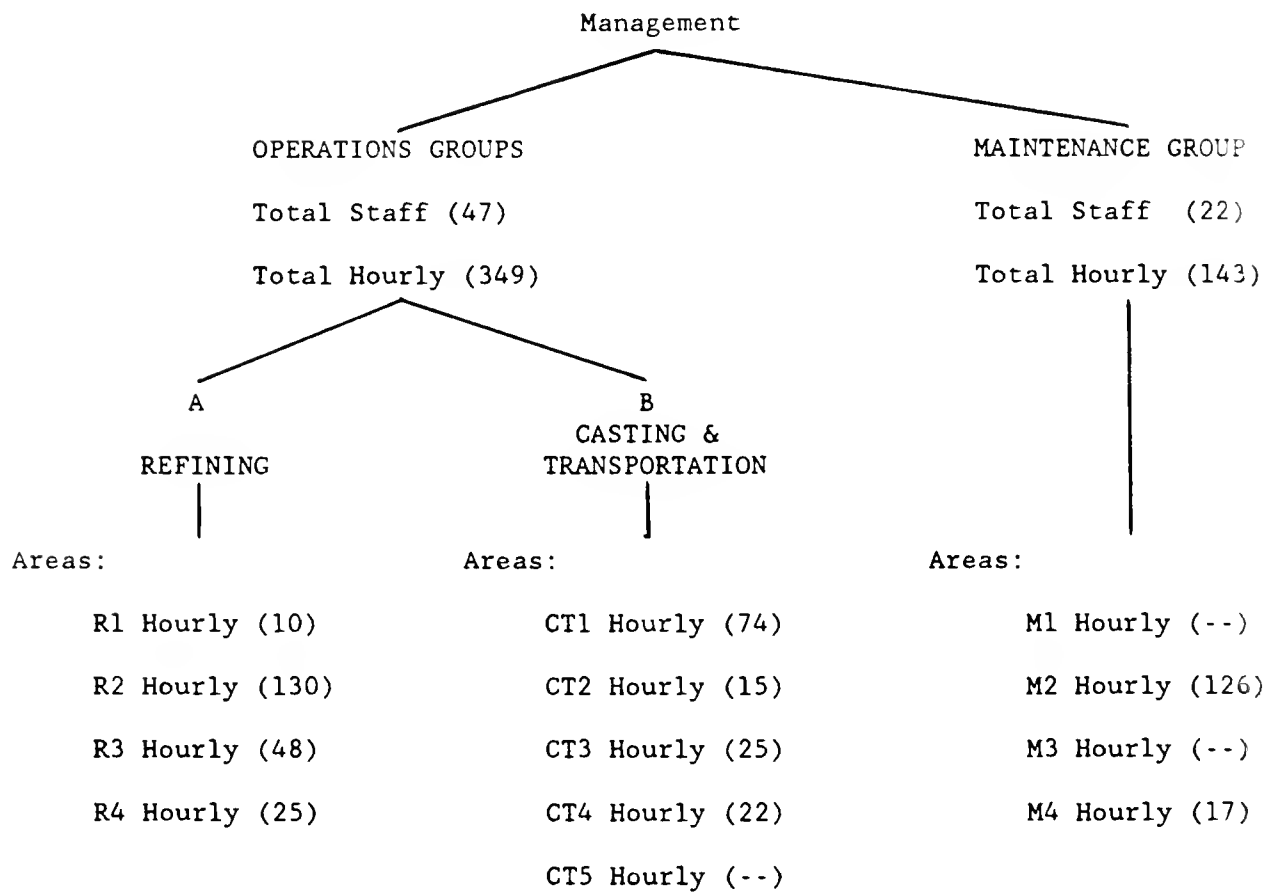 Management
OPERATIONS GROUPS
Total Staff (47)
Total Hourly (349)
MAINTENANCE GROUP
Total Staff (22)
Total Hourly (143)
A
REFINING
B
CASTING &
TRANSPORTATION
Areas:
R1 Hourly (10)
R2 Hourly (130)
R3 Hourly (48)
R4 Hourly (25)
Areas:
CT1 Hourly (74)
CT2 Hourly (15)
CT3 Hourly (25)
CT4 Hourly (22)
CT5 Hourly (--)
Areas:
M1 Hourly (--)
M2 Hourly (126)
M3 Hourly (--)
M4 Hourly (17)